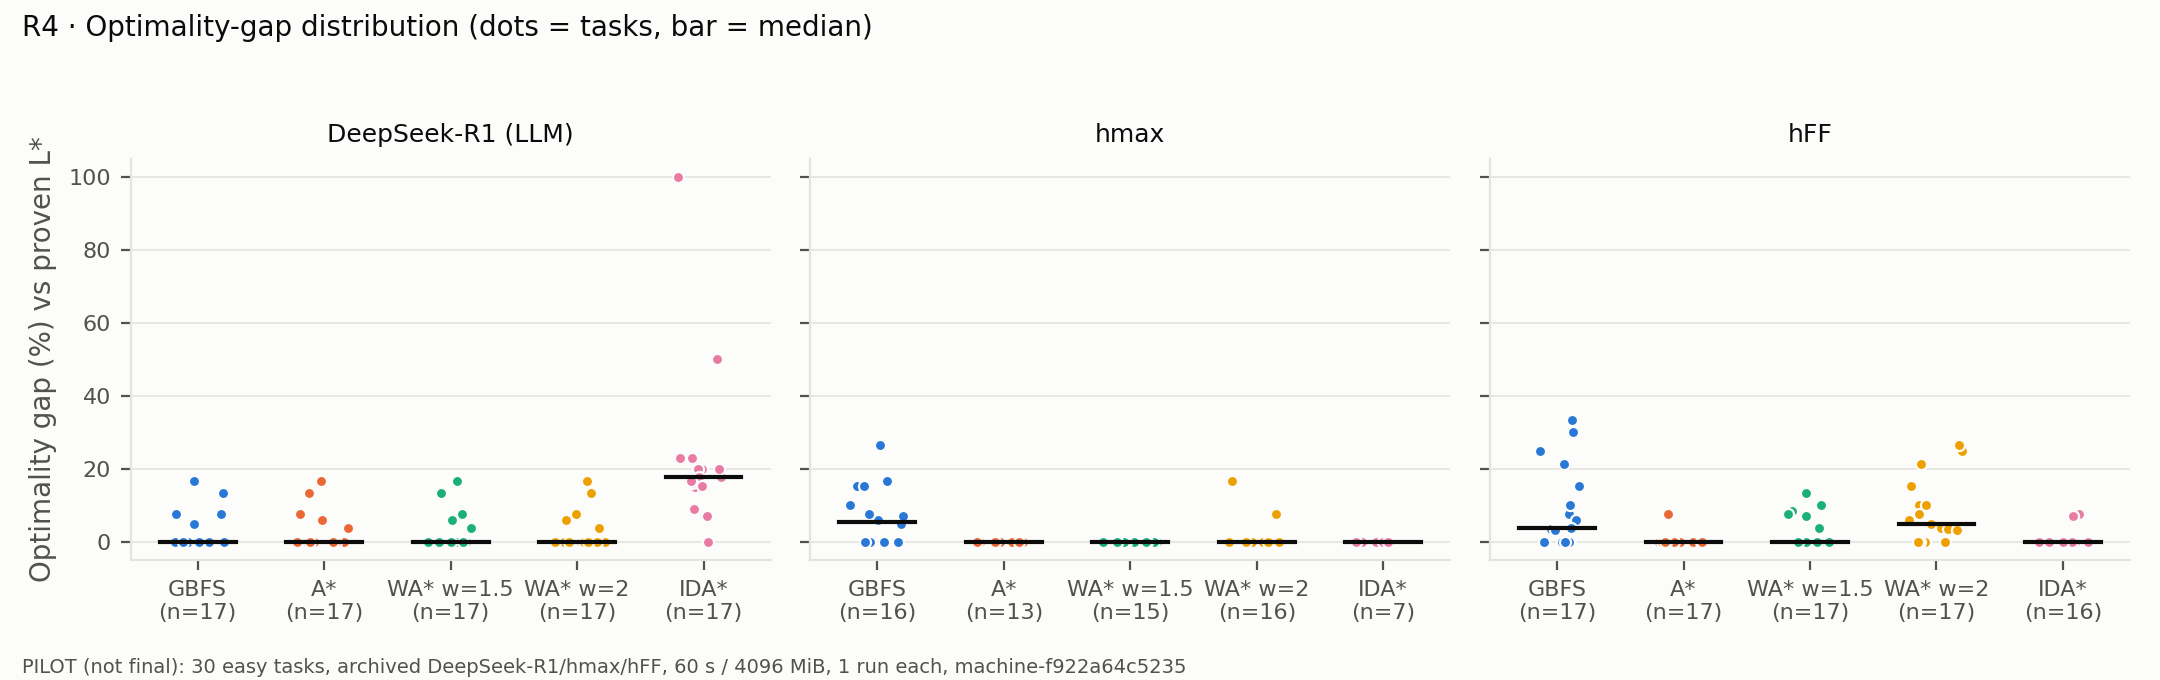 R4 · Optimality-gap distribution (dots = tasks, bar = median)
DeepSeek-R1 (LLM)
hmax
hFF
Optimality gap (%) vs proven L*
100
80
60
40
20
0
GBFS A* WA* w=1.5 WA* w=2 IDA*
(n=17) (n=17) (n=17) (n=17) (n=17)
GBFS A* WA* w=1.5 WA* w=2 IDA*
(n=16) (n=13) (n=15) (n=16) (n=7)
GBFS A* WA* w=1.5 WA* w=2 IDA*
(n=17) (n=17) (n=17) (n=17) (n=16)
PILOT (not final): 30 easy tasks, archived DeepSeek-R1/hmax/hFF, 60 s / 4096 MiB, 1 run each, machine-f922a64c5235